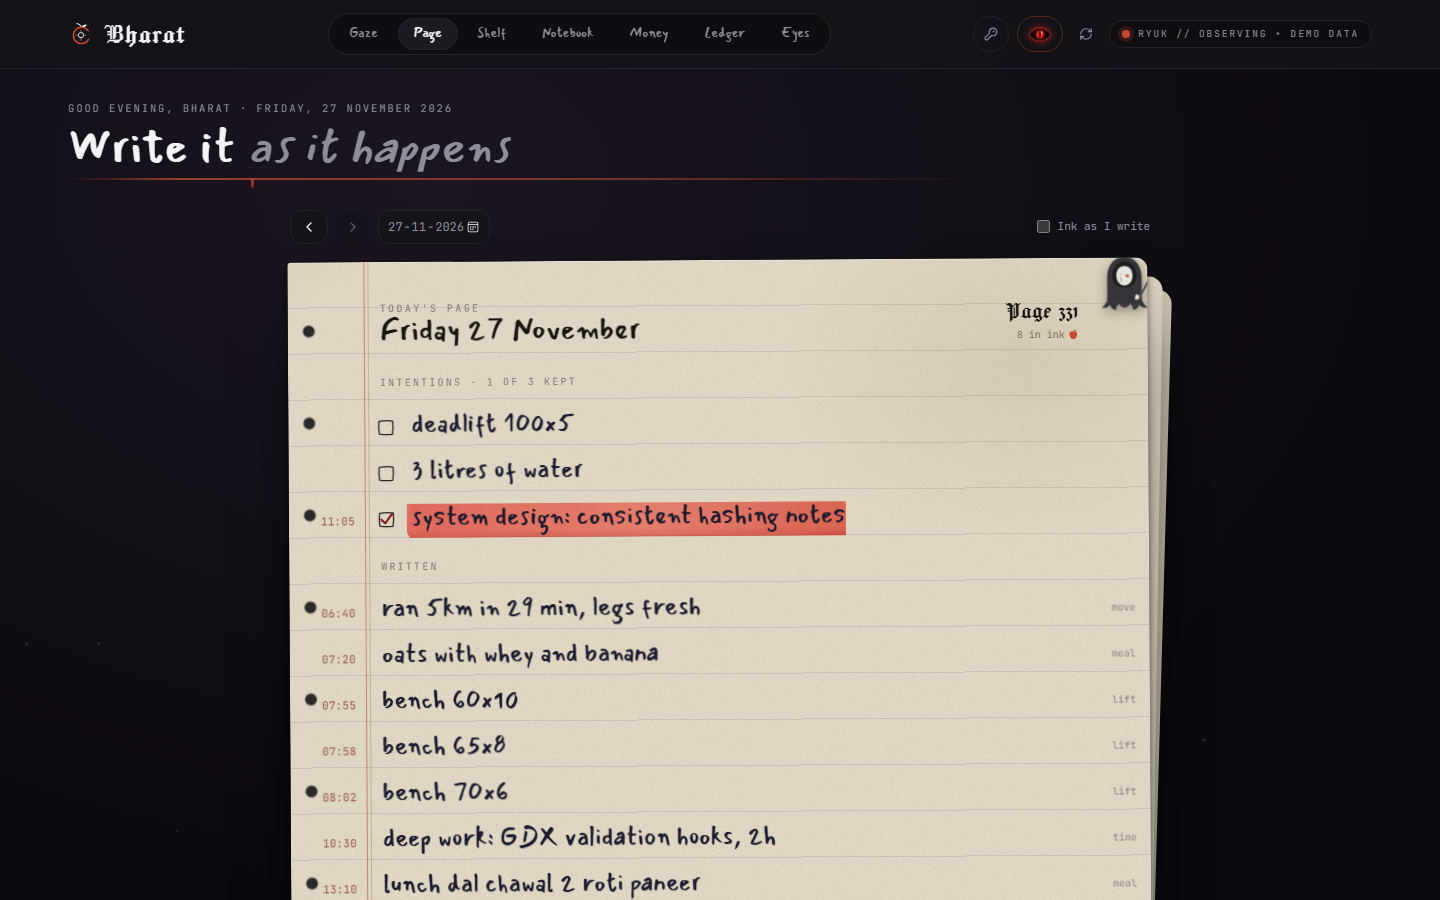 Bharat
Gaze Page Shelf Notebook Money Ledger Eyes
RYUK // OBSERVING • DEMO DATA
GOOD EVENING, BHARAT · FRIDAY, 27 NOVEMBER 2026
Write it as it happens
27-11-2026
Ink as I write
TODAY'S PAGE
Friday 27 November
Page 331
8 in ink
INTENTIONS · 1 OF 3 KEPT
deadlift 100x5
3 litres of water
11:05 system design: consistent hashing notes
WRITTEN
06:40 ran 5km in 29 min, legs fresh move
07:20 oats with whey and banana meal
07:55 bench 60x10 lift
07:58 bench 65x8 lift
08:02 bench 70x6 lift
10:30 deep work: GDX validation hooks, 2h time
13:10 lunch dal chawal 2 roti paneer meal